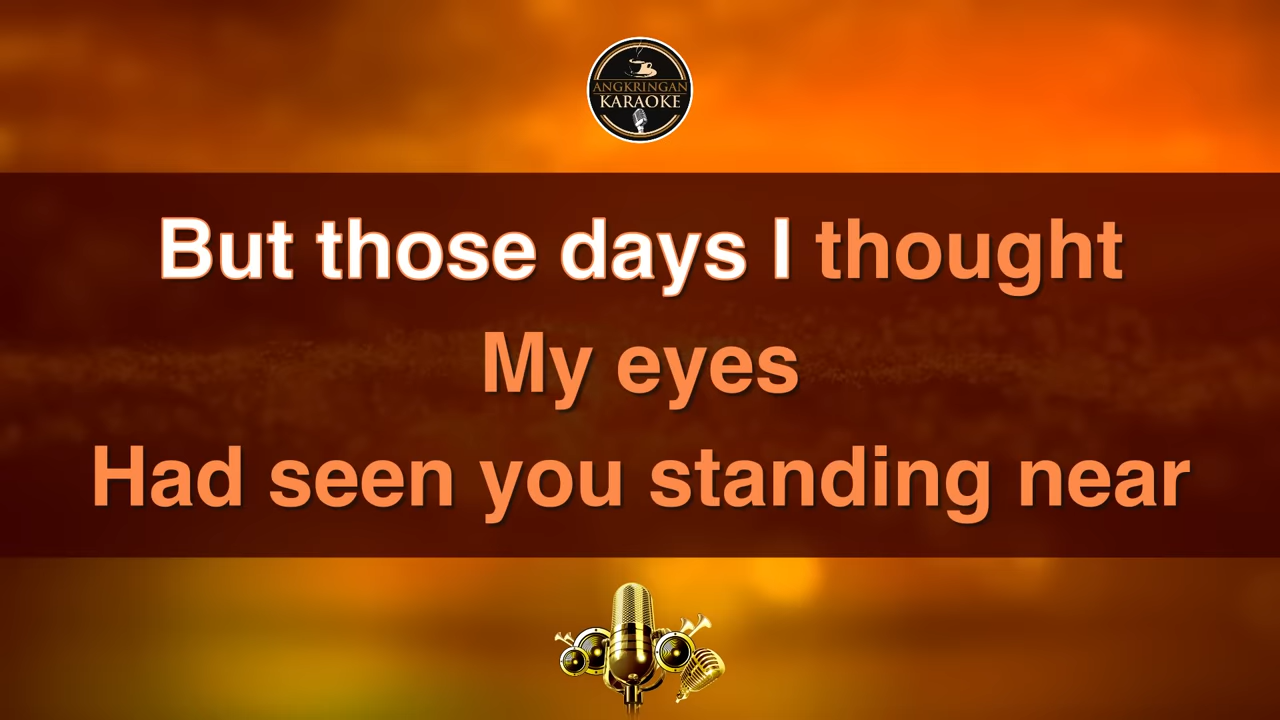 ANGKRINGAN
KARAOKE
But those days I thought
My eyes
Had seen you standing near